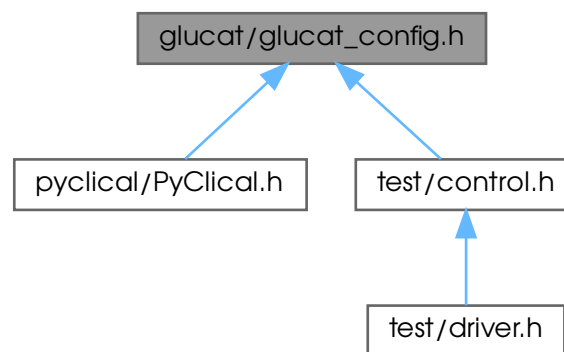 glucat/glucat_config.h
pyclical/PyClical.h
test/control.h
test/driver.h